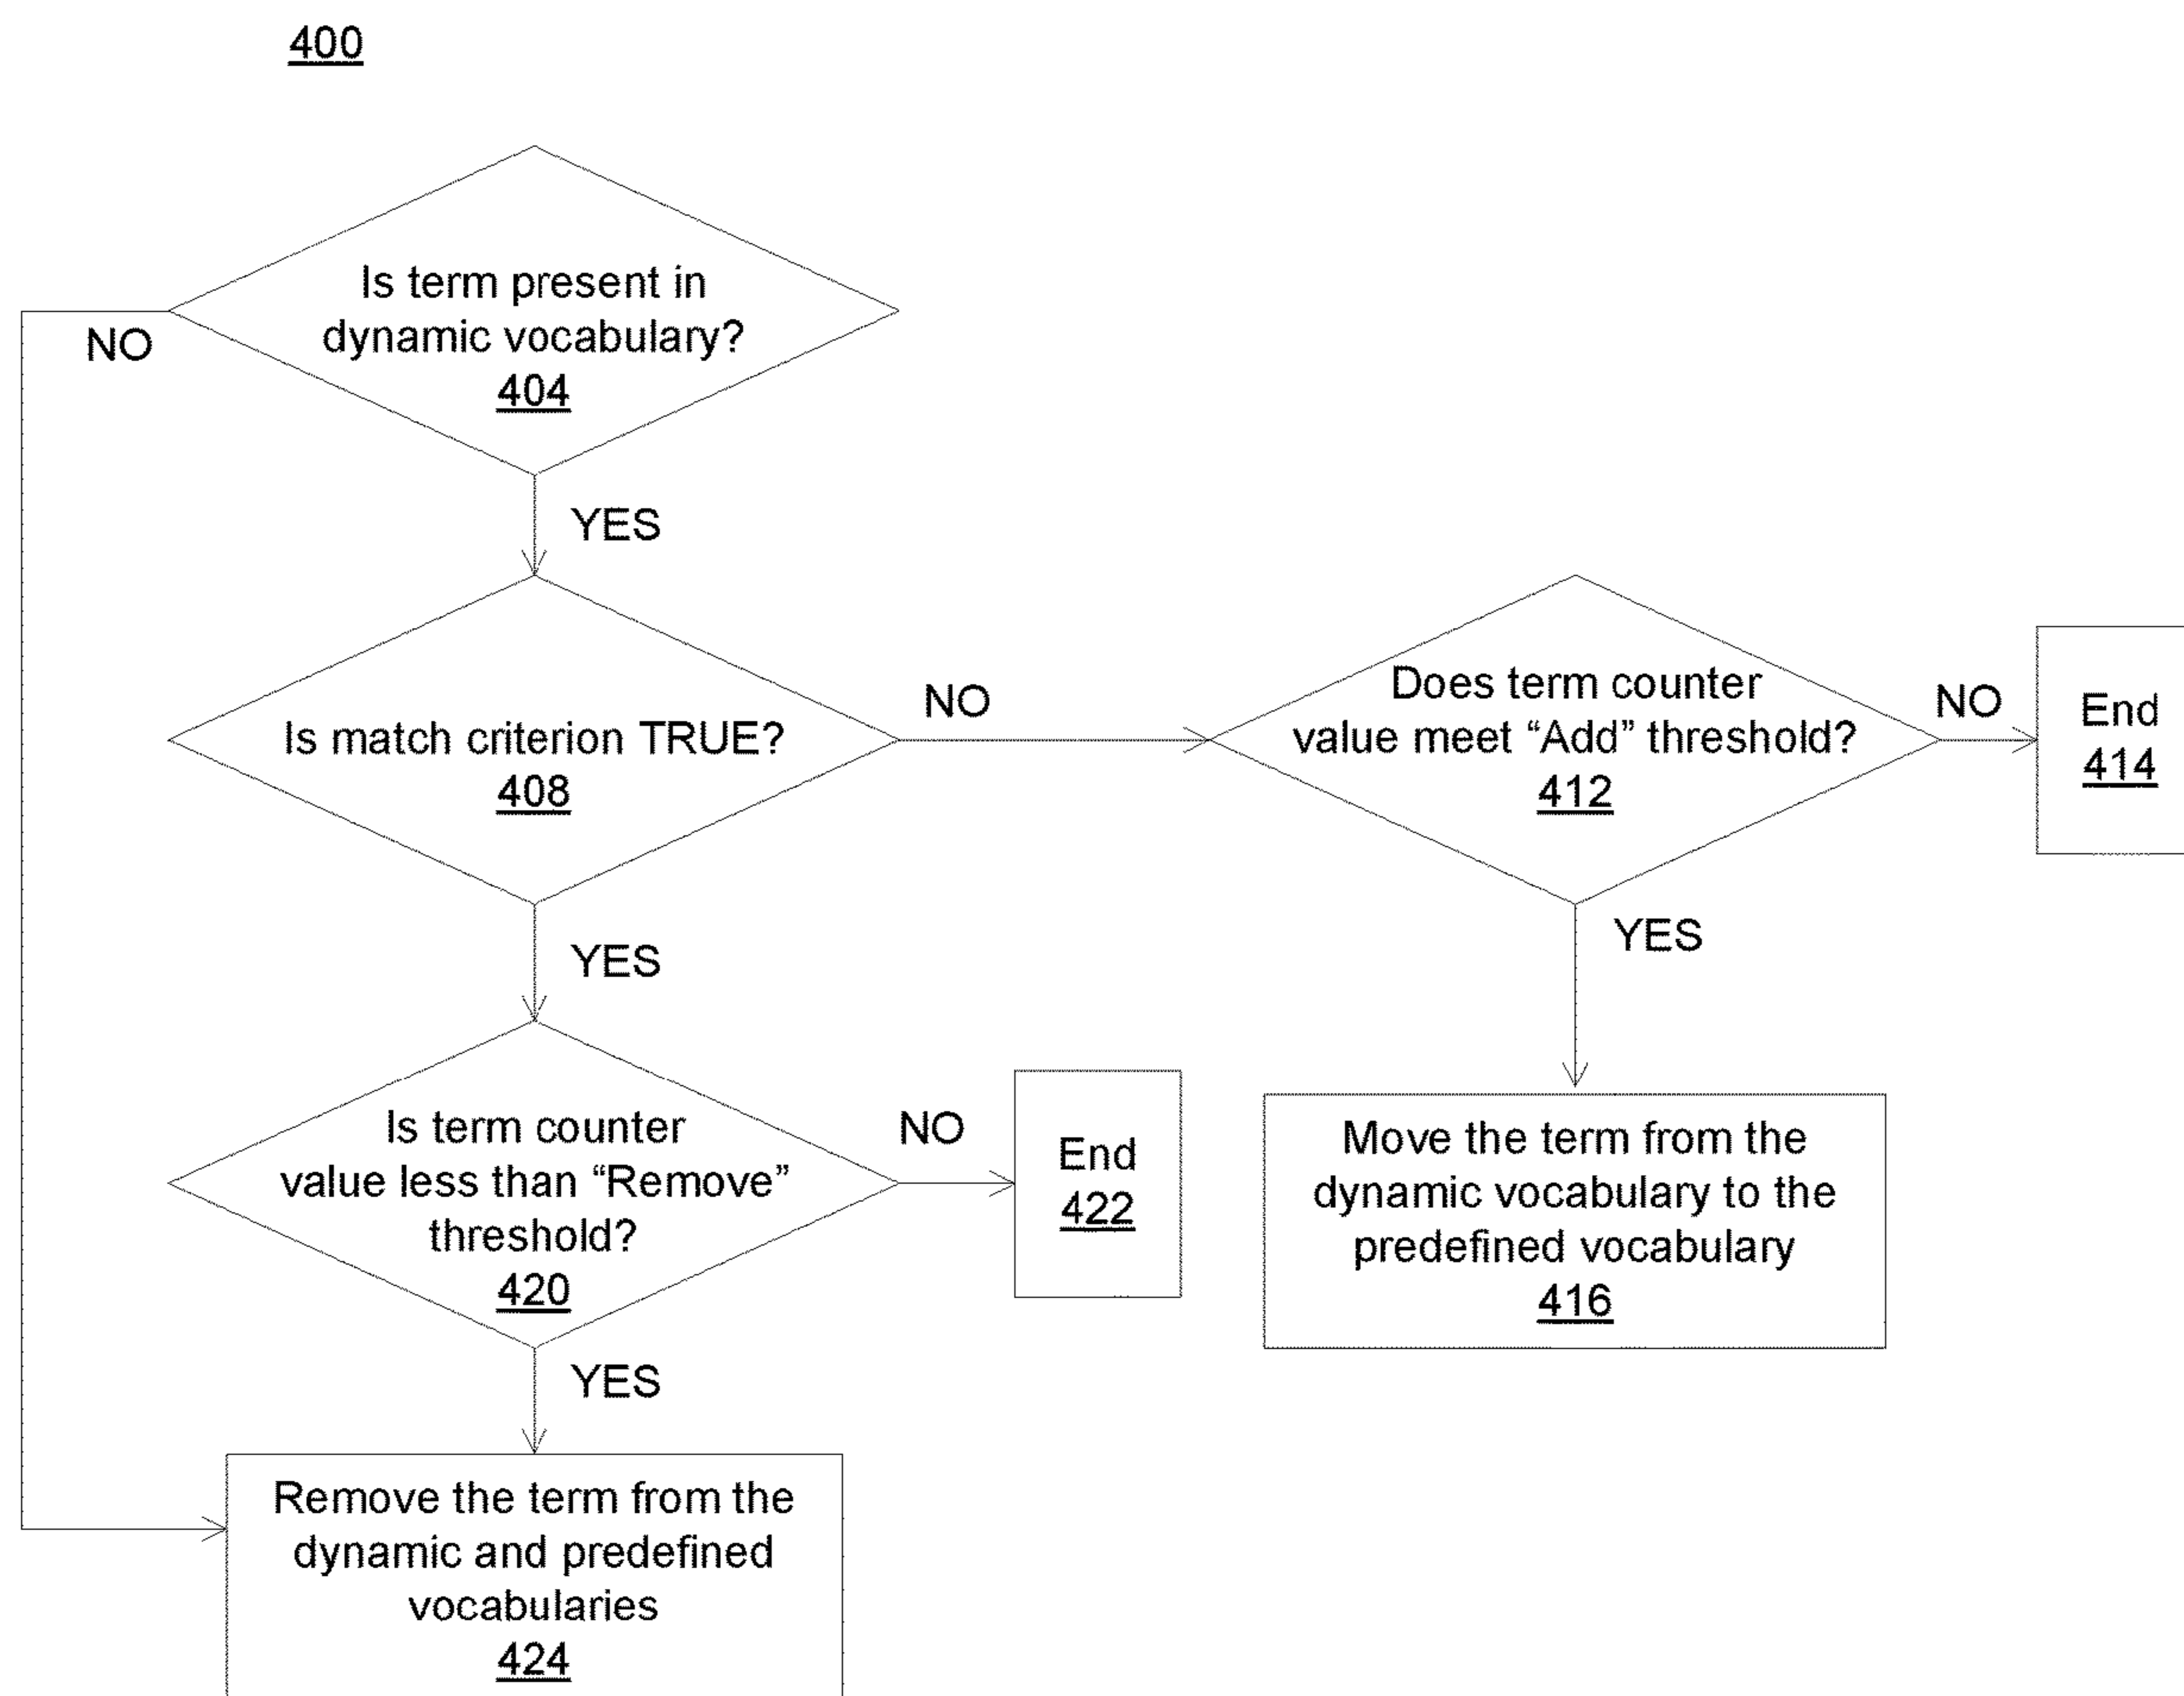 400
Is term present in
dynamic vocabulary?
404
NO
YES
Is match criterion TRUE?
408
NO
Does term counter
value meet “Add” threshold?
412
NO
End
414
YES
YES
Is term counter
value less than “Remove”
threshold?
420
NO
End
422
Move the term from the
dynamic vocabulary to the
predefined vocabulary
416
YES
Remove the term from the
dynamic and predefined
vocabularies
424